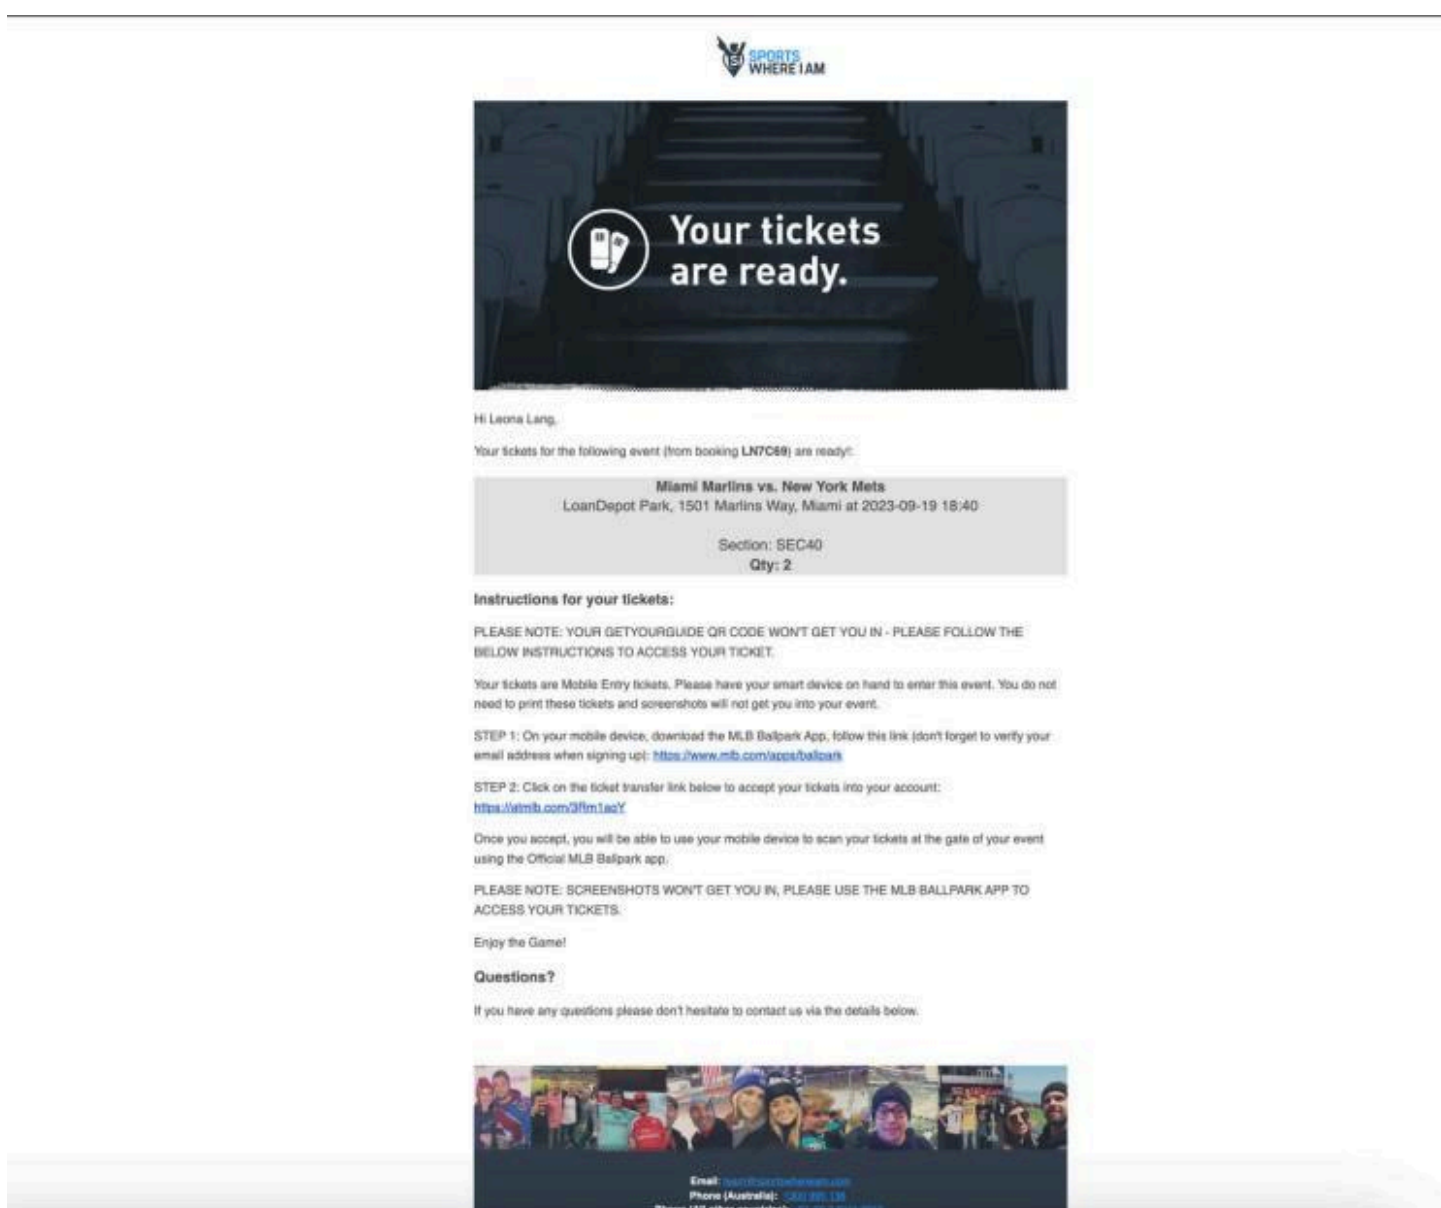 SPORTS
WHERE I AM
Your tickets
are ready.
Hi Leona Lang,
Your tickets for the following event (from booking LN7C69) are ready!:
Miami Marlins vs. New York Mets
LoanDepot Park, 1501 Marlins Way, Miami at 2023-09-19 18:40
Section: SEC40
Qty: 2
Instructions for your tickets:
PLEASE NOTE: YOUR GETYOURGUIDE QR CODE WON'T GET YOU IN - PLEASE FOLLOW THE
BELOW INSTRUCTIONS TO ACCESS YOUR TICKET.
Your tickets are Mobile Entry tickets. Please have your smart device on hand to enter this event. You do not
need to print these tickets and screenshots will not get you into your event.
STEP 1: On your mobile device, download the MLB Ballpark App, follow this link (don't forget to verify your
email address when signing up): https://www.mlb.com/apps/ballpark
STEP 2: Click on the ticket transfer link below to accept your tickets into your account:
Once you accept, you will be able to use your mobile device to scan your tickets at the gate of your event
using the Official MLB Ballpark app.
PLEASE NOTE: SCREENSHOTS WON'T GET YOU IN, PLEASE USE THE MLB BALLPARK APP TO
ACCESS YOUR TICKETS.
Enjoy the Game!
Questions?
If you have any questions please don't hesitate to contact us via the details below.
Email:
Phone (Australia):